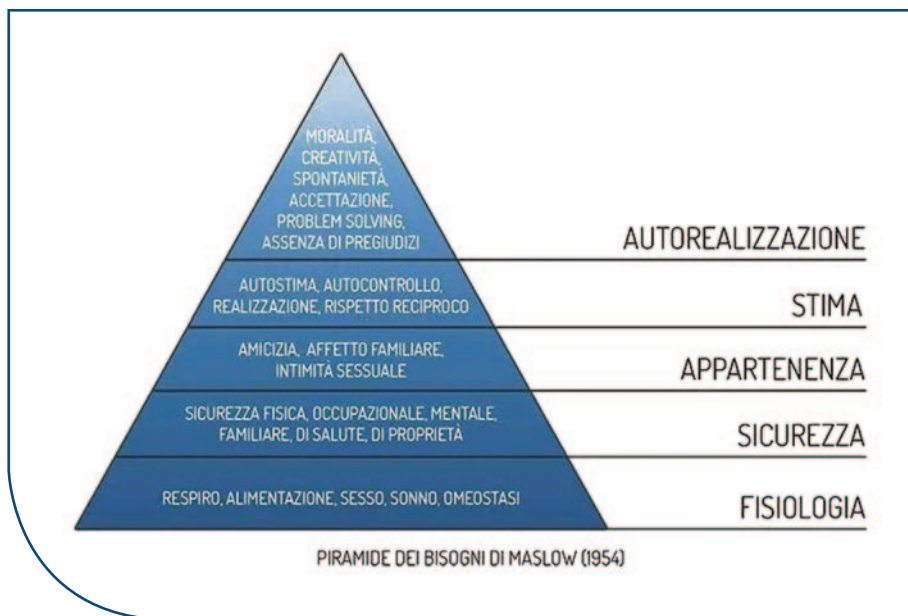 MORALITÀ,
CREATIVITÀ,
SPONTANIETÀ,
ACCETTAZIONE,
PROBLEM SOLVING,
ASSENZA DI PREGIUDIZI
AUTOREALIZZAZIONE
AUTOSTIMA, AUTOCONTROLLO,
REALIZZAZIONE, RISPETTO RECIPROCO
STIMA
AMICIZIA, AFFETTO FAMILIARE,
INTIMITÀ SESSUALE
APPARTENENZA
SICUREZZA FISICA, OCCUPAZIONALE, MENTALE,
FAMILIARE, DI SALUTE, DI PROPRIETÀ
SICUREZZA
RESPIRO, ALIMENTAZIONE, SESSO, SONNO, OMEOSTASI
FISIOLOGIA
PIRAMIDE DEI BISOGNI DI MASLOW (1954)